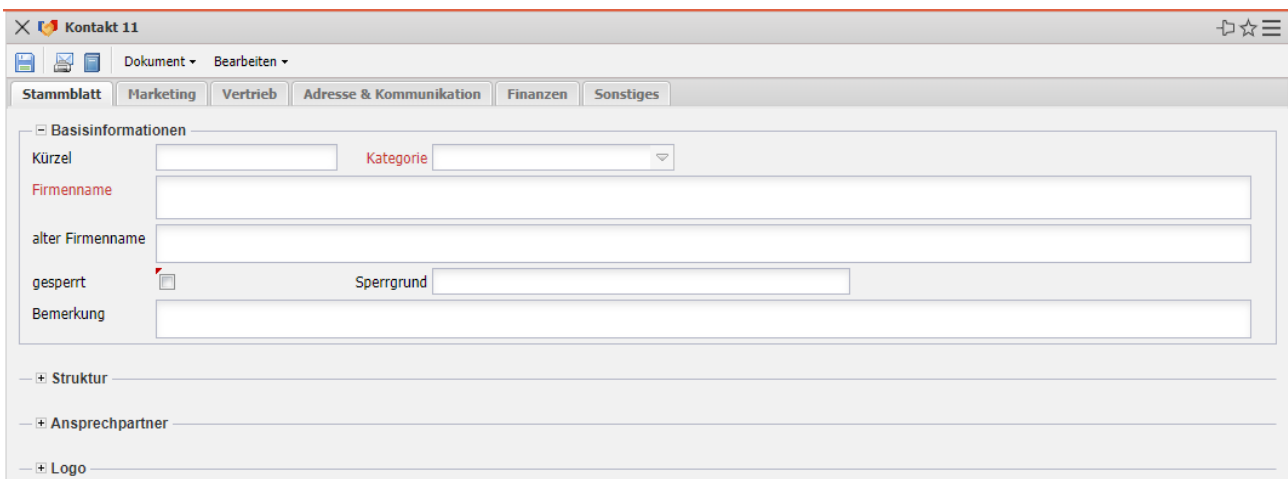 Kontakt 11
Dokument Bearbeiten
Stammblatt Marketing Vertrieb Adresse & Kommunikation Finanzen Sonstiges
Basisinformationen
Kürzel Kategorie
Firmenname
alter Firmenname
gesperrt Sperrgrund
Bemerkung
Struktur
Ansprechpartner
Logo